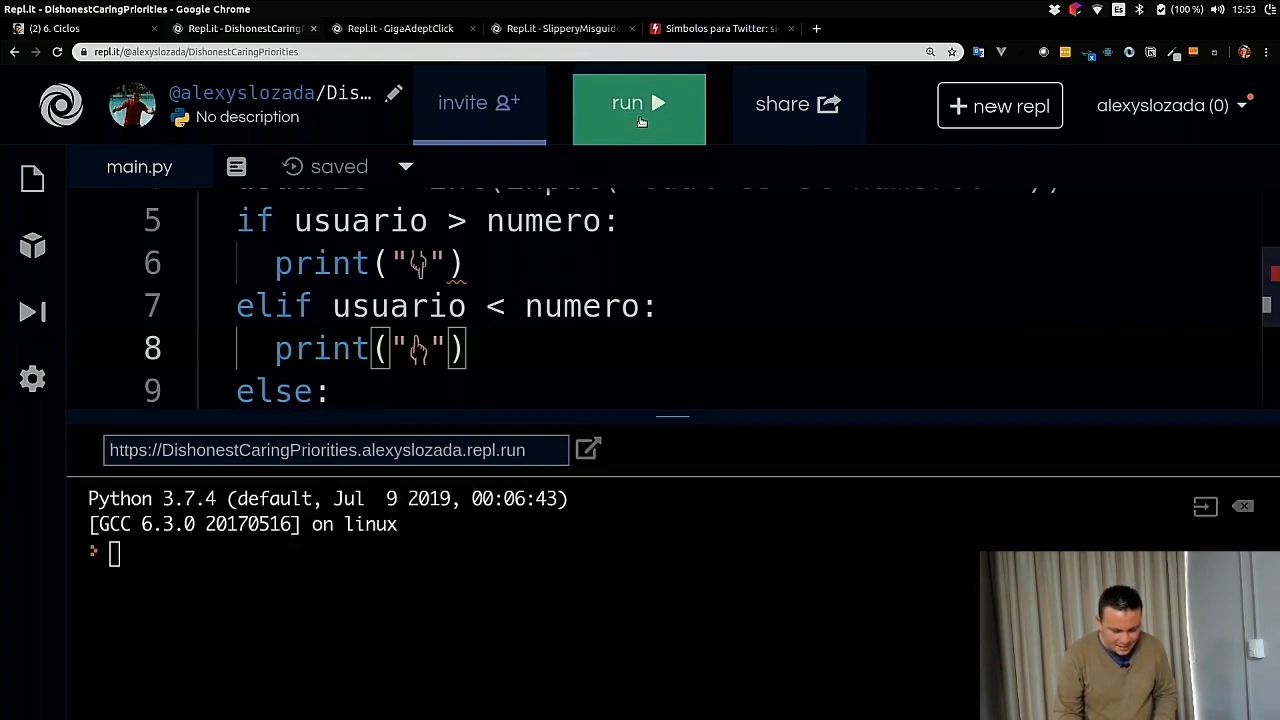 Repl.it - DishonestCaringPriorities - Google Chrome
Es
(100 %)
15:53
(2) 6. Ciclos
Repl.it - DishonestCaring
Repl.it - GigaAdeptClick
Repl.it - SlipperyMisguide
Símbolos para Twitter: si
repl.it/@alexyslozada/DishonestCaringPriorities
@alexyslozada/Dis...
No description
invite
run
share
+ new repl
alexyslozada (0)
main.py
saved
5 if usuario > numero:
6 print("👇")
7 elif usuario < numero:
8 print("👆")
9 else:
https://DishonestCaringPriorities.alexyslozada.repl.run
Python 3.7.4 (default, Jul  9 2019, 00:06:43)
[GCC 6.3.0 20170516] on linux